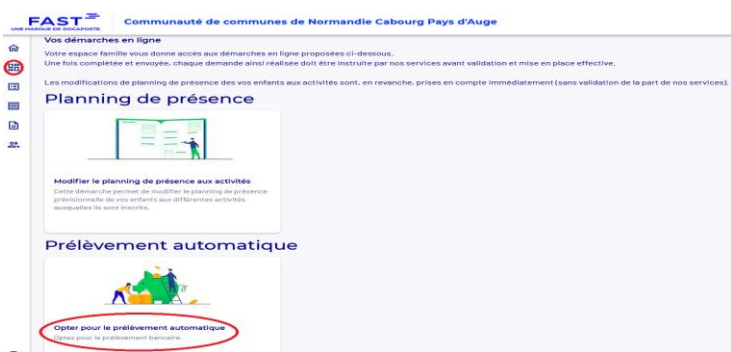 FAST
UNE MARQUE DE DOCAPOSTE
Communauté de communes de Normandie Cabourg Pays d'Auge
Vos démarches en ligne
Votre espace famille vous donne accès aux démarches en ligne proposées ci-dessous.
Une fois complétée et envoyée, chaque demande ainsi réalisée doit être instruite par nos services avant validation et mise en place effective.
Les modifications de planning de présence des vos enfants aux activités sont, en revanche, prises en compte immédiatement (sans validation de la part de nos services).
Planning de présence
Modifier le planning de présence aux activités
Cette démarche permet de modifier le planning de présence
prévisionnelle de vos enfants aux différentes activités
auxquelles ils sont inscrits.
Prélèvement automatique
Opter pour le prélèvement automatique
Optez pour le prélèvement bancaire.